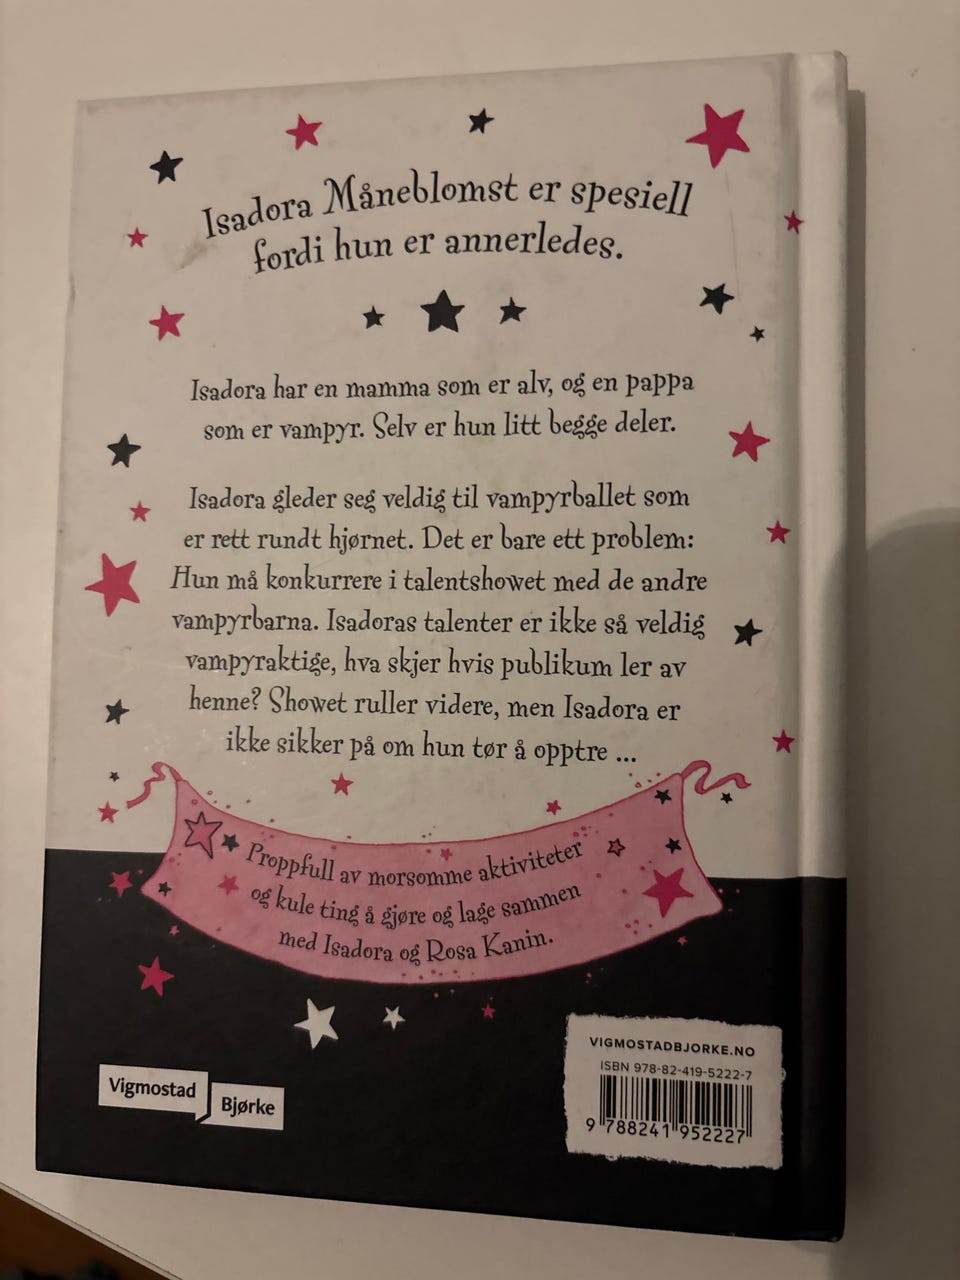 Isadora Måneblomst er spesiell
fordi hun er annerledes.
Isadora har en mamma som er alv, og en pappa
som er vampyr. Selv er hun litt begge deler.
Isadora gleder seg veldig til vampyrballet som
er rett rundt hjørnet. Det er bare ett problem:
Hun må konkurrere i talentshowet med de andre
vampyrbarna. Isadoras talenter er ikke så veldig
vampyraktige, hva skjer hvis publikum ler av
henne? Showet ruller videre, men Isadora er
ikke sikker på om hun tør å opptre ...
Proppfull av morsomme aktiviteter
og kule ting å gjøre og lage sammen
med Isadora og Rosa Kanin.
Vigmostad
Bjørke
VIGMOSTADBJORKE.NO
ISBN 978-82-419-5222-7
9 788241 952227